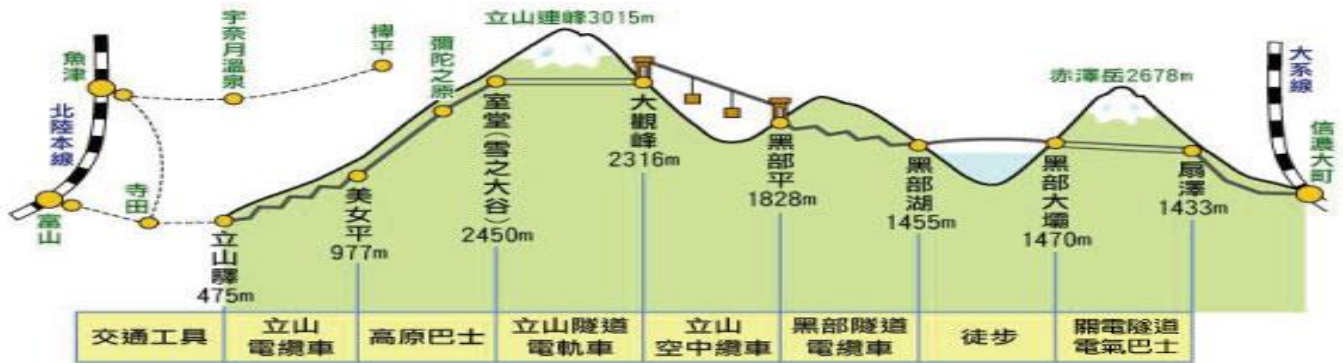 立山連峰3015m
宇奈月溫泉
樟平
魚津
彌陀之原
大系線
赤澤岳2678m
北陸本線
室堂(雪之大谷)
2450m
大觀峰
2316m
黑部平
1828m
黑部湖
1455m
黑部大壩
1470m
扇澤
1433m
信濃大町
寺田
富山
美女平
977m
立山驛
475m
交通工具
立山
電纜車
高原巴士
立山隧道
電軌車
立山
空中纜車
黑部隧道
電纜車
徒步
關電隧道
電氣巴士